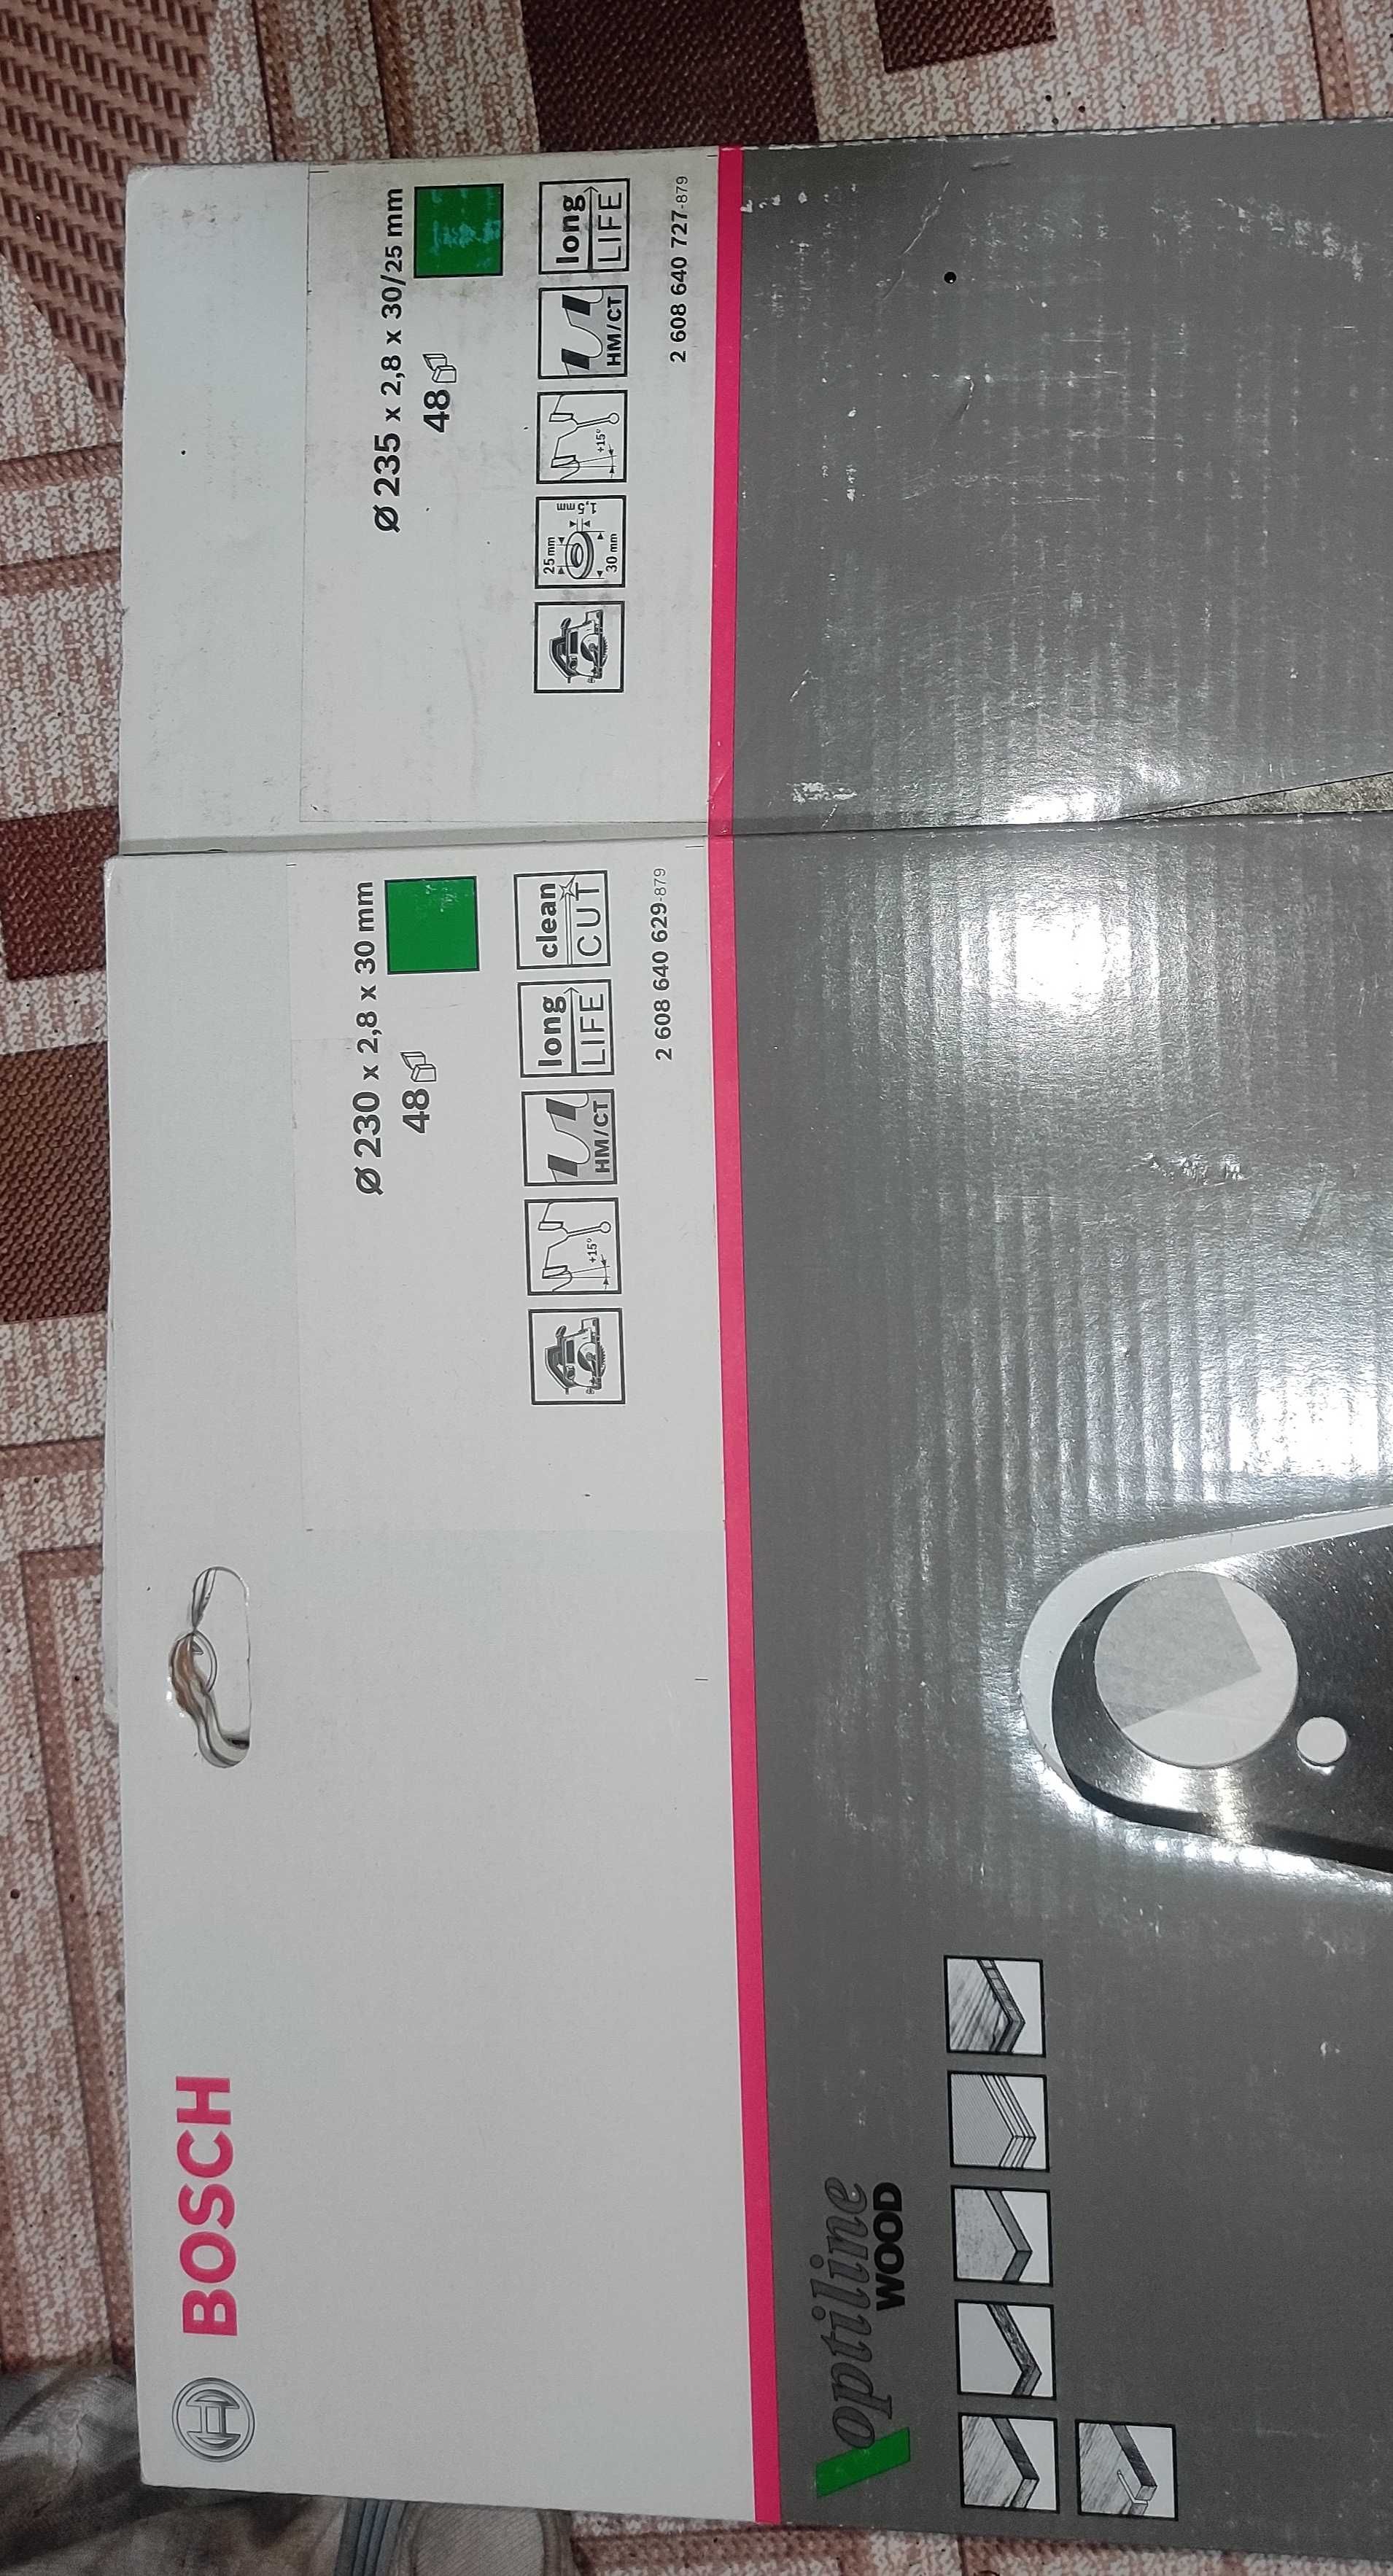 BOSCH
Ø 230 x 2,8 x 30 mm
48
+15°
HM/CT
long
LIFE
clean
CUT
2 608 640 629-879
optiline
WOOD
Ø 235 x 2,8 x 30/25 mm
48
25 mm
1,5 mm
30 mm
+15°
HM/CT
long
LIFE
2 608 640 727-879